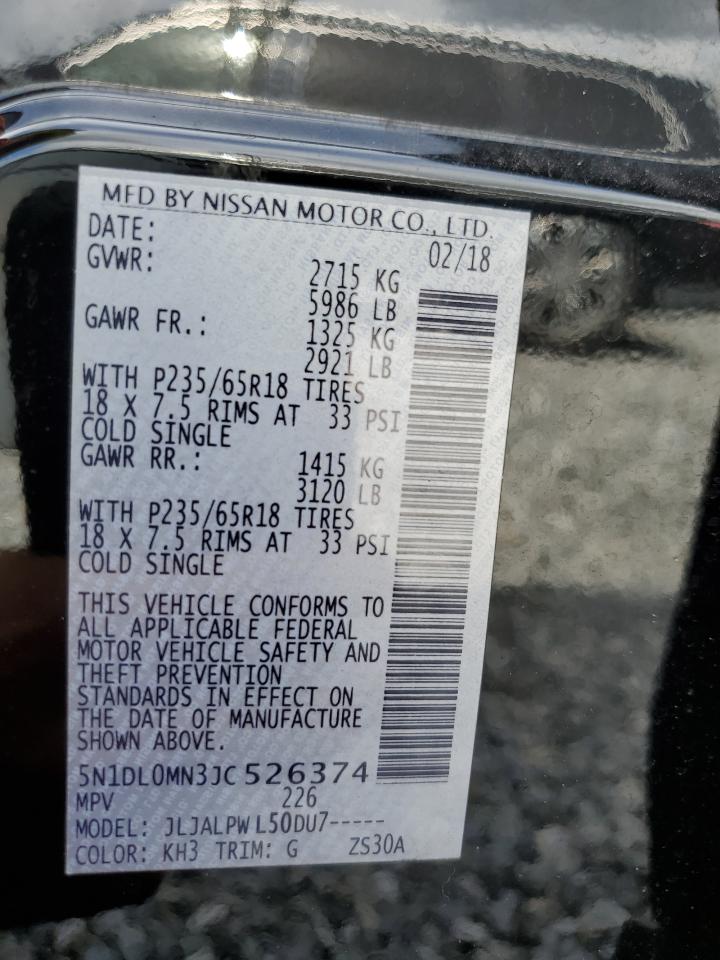 MFD BY NISSAN MOTOR CO., LTD.
DATE: 02/18
GVWR: 2715 KG
5986 LB
GAWR FR.: 1325 KG
2921 LB
WITH P235/65R18 TIRES
18 X 7.5 RIMS AT 33 PSI
COLD SINGLE
GAWR RR.: 1415 KG
3120 LB
WITH P235/65R18 TIRES
18 X 7.5 RIMS AT 33 PSI
COLD SINGLE
THIS VEHICLE CONFORMS TO
ALL APPLICABLE FEDERAL
MOTOR VEHICLE SAFETY AND
THEFT PREVENTION
STANDARDS IN EFFECT ON
THE DATE OF MANUFACTURE
SHOWN ABOVE.
5N1DL0MN3JC526374
MPV 226
MODEL: JLJALPWL50DU7-----
COLOR: KH3 TRIM: G ZS30A